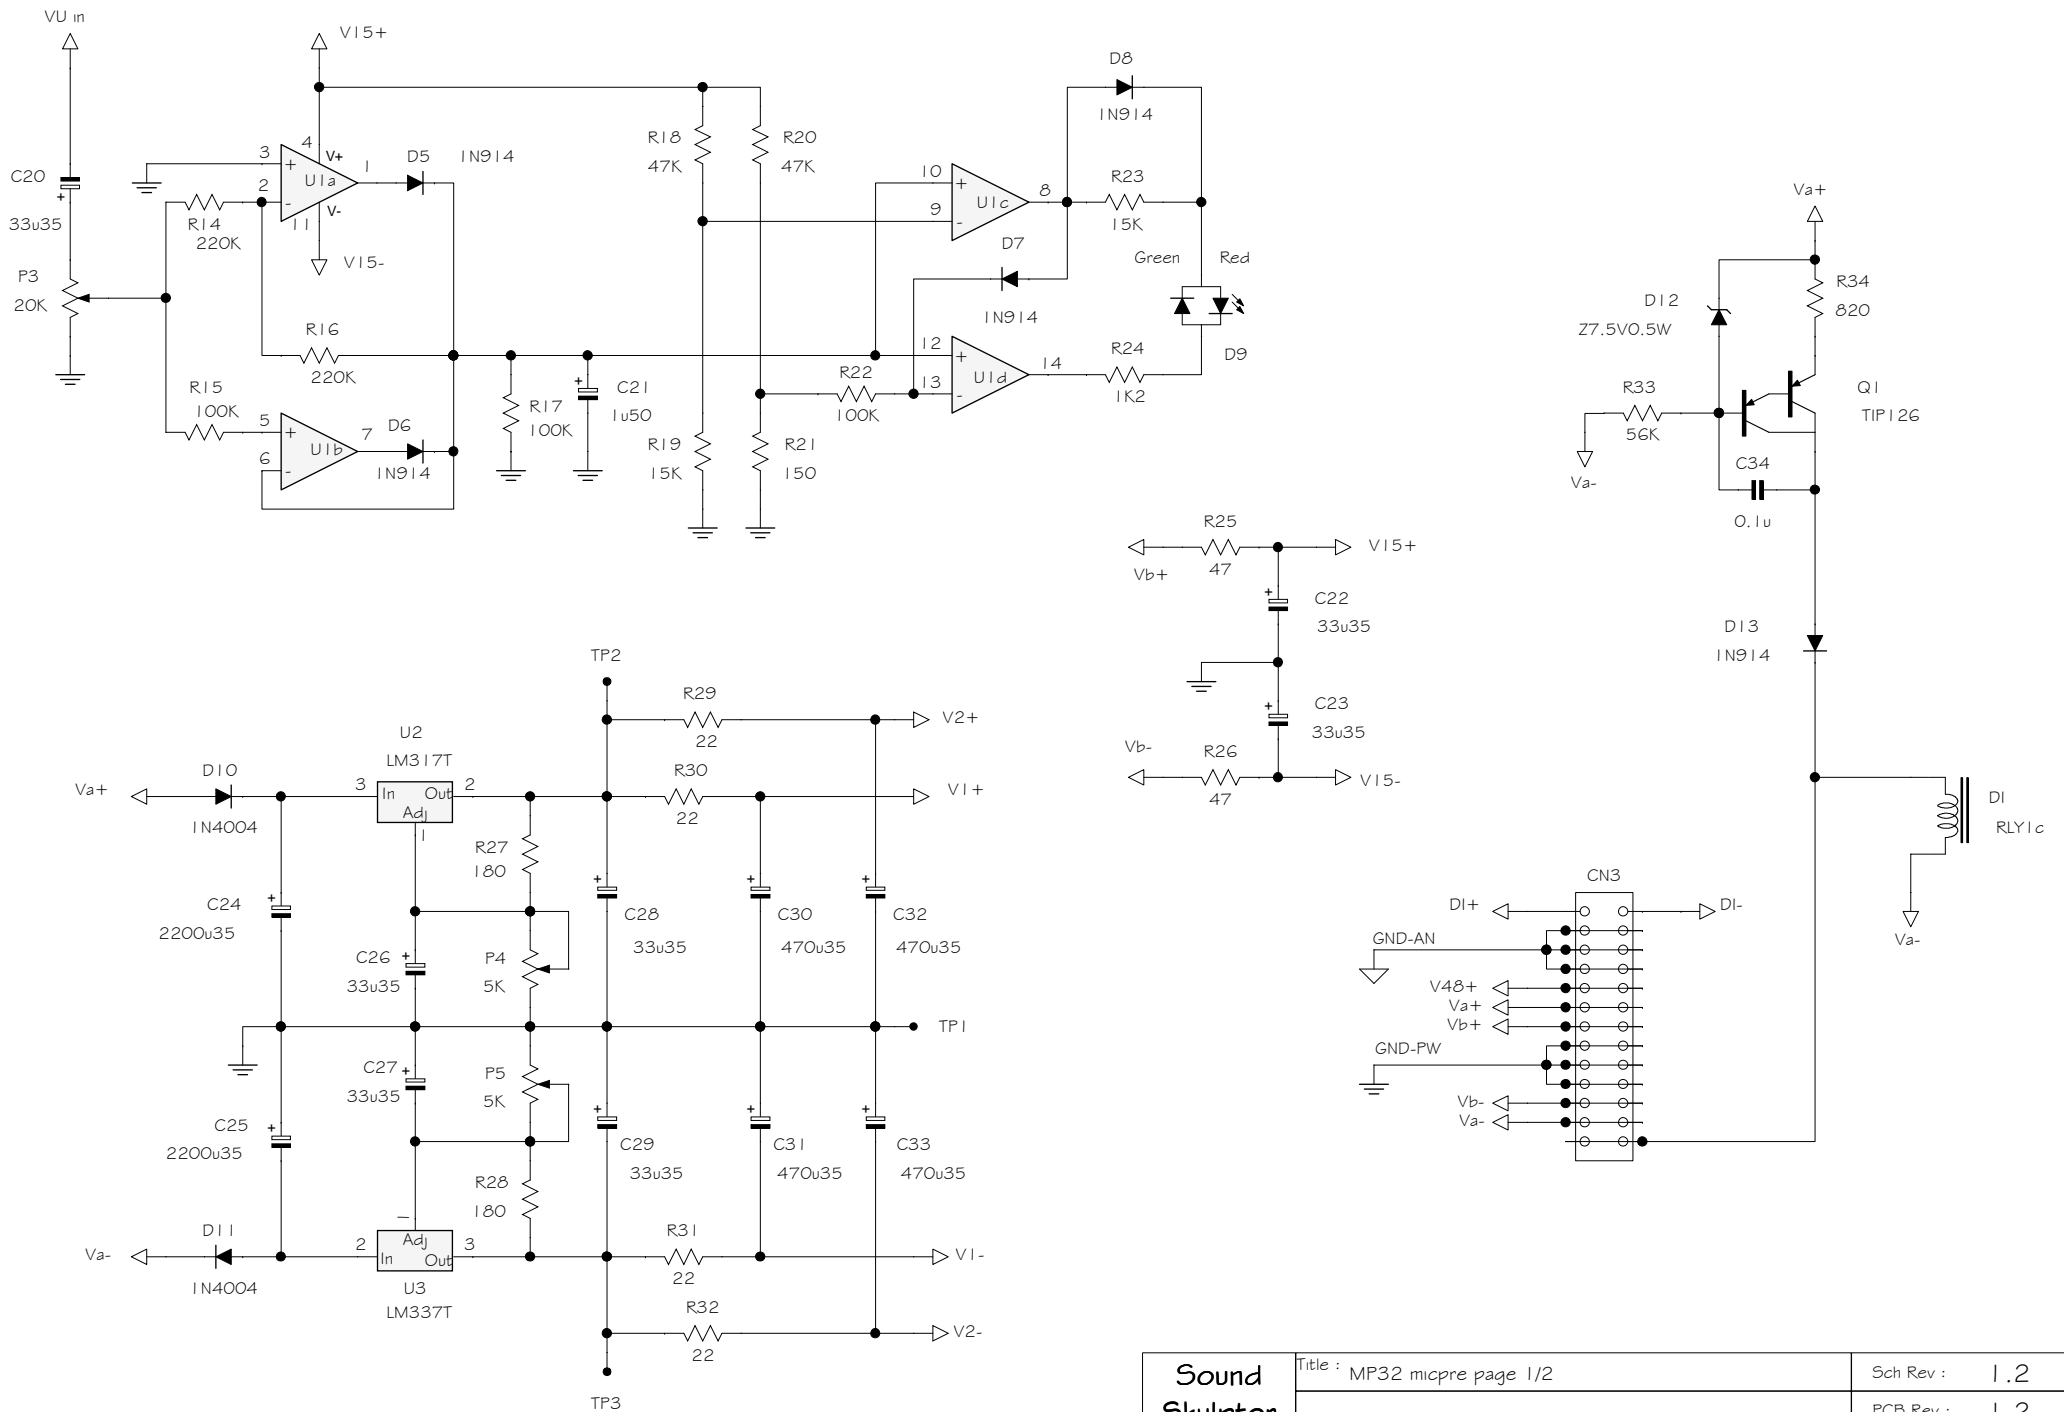 VU in
V15+
D8
1N914
R18
47K
R20
47K
3
4
V+
1
D5
1N914
+
U1a
2
-
V-
11
C20
+
33u35
R14
220K
V15-
10
+
U1c
8
9
-
R23
15K
D7
1N914
Green
Red
Va+
P3
20K
R34
820
D12
Z7.5V0.5W
R16
220K
12
+
U1d
14
13
-
R24
1K2
D9
R15
100K
R22
100K
+
C21
1u50
R17
100K
R33
56K
Q1
TIP126
5
+
U1b
7
6
-
D6
1N914
R19
15K
R21
150
Va-
C34
0.1u
R25
47
Vb+
V15+
+
C22
33u35
D13
1N914
TP2
+
C23
33u35
R29
22
V2+
U2
LM317T
Vb-
R26
47
V15-
Va+
D10
1N4004
3
In
Out
2
Adj
1
R30
22
V1+
D1
RLY1c
R27
180
CN3
+
C24
2200u35
+
C28
33u35
+
C30
470u35
+
C32
470u35
D1+
D1-
GND-AN
Va-
+
C26
33u35
P4
5K
V48+
Va+
Vb+
TP1
GND-PW
+
C27
33u35
P5
5K
Vb-
Va-
+
C25
2200u35
+
C29
33u35
+
C31
470u35
+
C33
470u35
R28
180
Va-
D11
1N4004
1
Adj
2
In
Out
3
U3
LM337T
R31
22
V1-
R32
22
V2-
TP3
Sound
Skulptor
Title :
MP32 micpre page 1/2
Sch Rev :
1.2
PCB Rev :
1.2